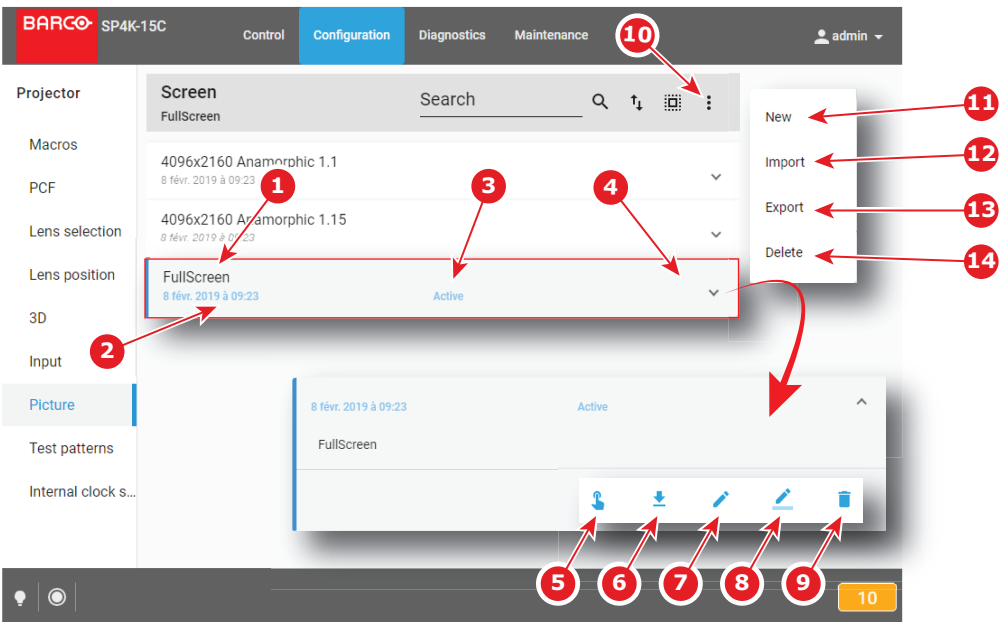 BARCO SP4K-15C
Control Configuration Diagnostics Maintenance 10 admin
Projector
Macros
PCF
Lens selection
Lens position
3D
Input
Picture
Test patterns
Internal clock s...
Screen
FullScreen
Search
4096x2160 Anamorphic 1.1
8 févr. 2019 à 09:23
1
3
4
4096x2160 Anamorphic 1.15
8 févr. 2019 à 09:23
FullScreen
8 févr. 2019 à 09:23 Active
2
New 11
Import 12
Export 13
Delete 14
8 févr. 2019 à 09:23 Active
FullScreen
5 6 7 8 9
10